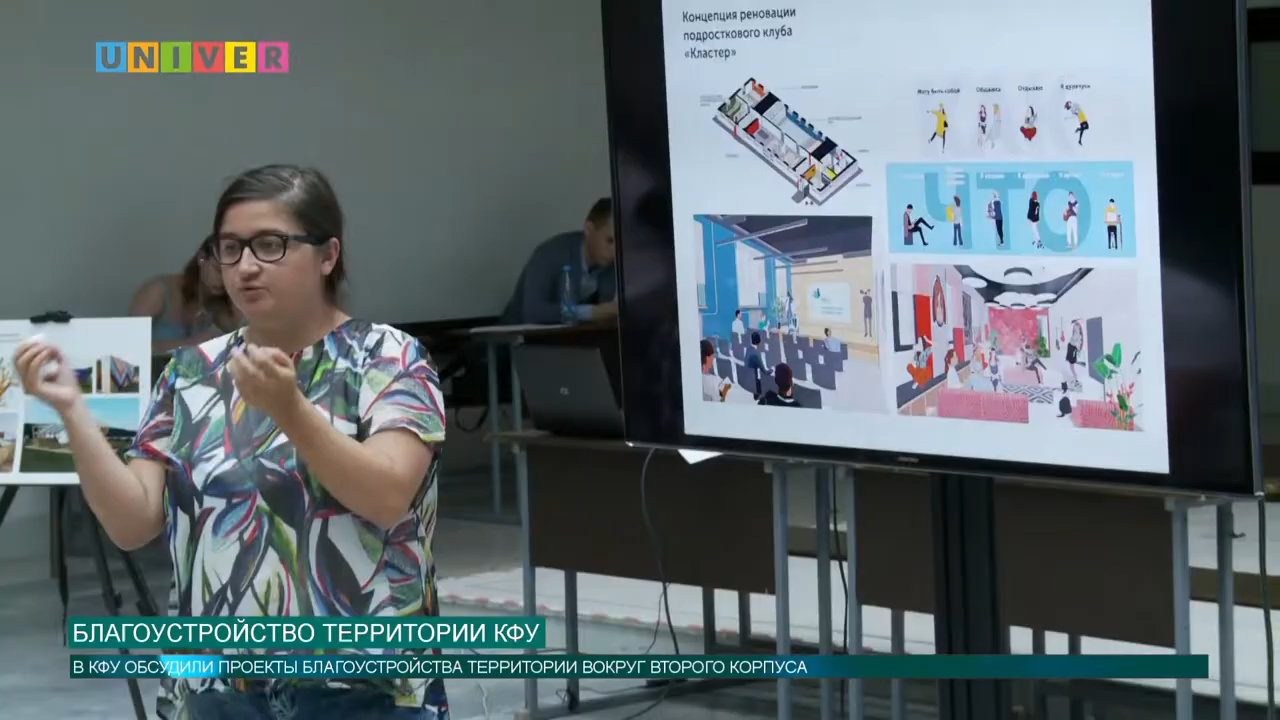 UNIVER
Концепция реновации
подросткового клуба
«Кластер»
Могу быть собой Общаюсь Отдыхаю Я дурачусь
ЧТО
БЛАГОУСТРОЙСТВО ТЕРРИТОРИИ КФУ
В КФУ ОБСУДИЛИ ПРОЕКТЫ БЛАГОУСТРОЙСТВА ТЕРРИТОРИИ ВОКРУГ ВТОРОГО КОРПУСА